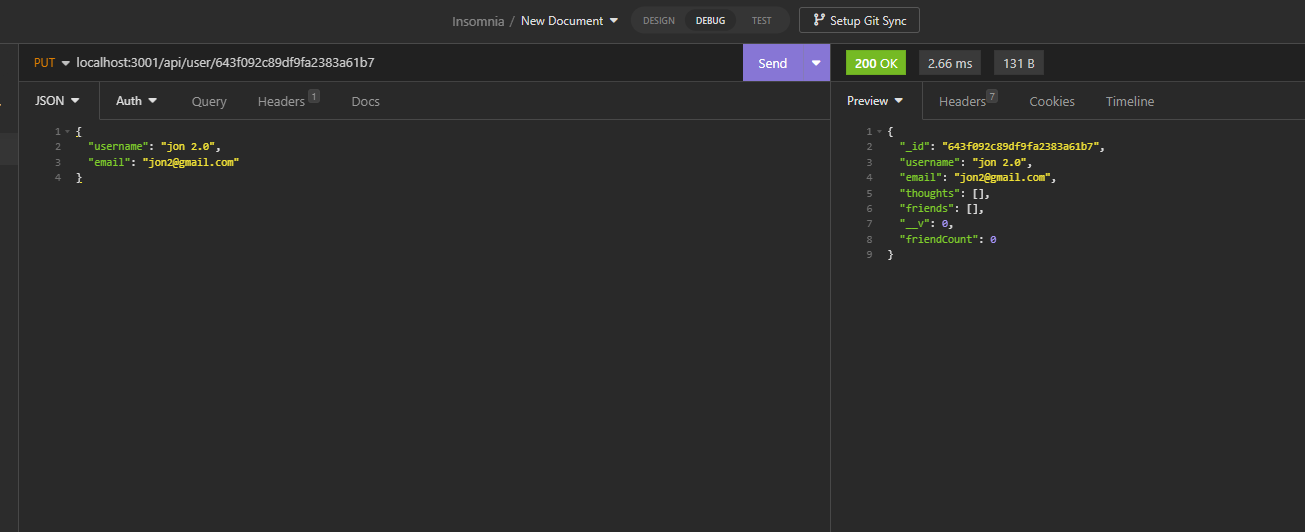 Insomnia / New Document DESIGN DEBUG TEST Setup Git Sync
PUT localhost:3001/api/user/643f092c89df9fa2383a61b7 Send 200 OK 2.66 ms 131 B
JSON Auth Query Headers 1 Docs Preview Headers 7 Cookies Timeline
1 {
2 "username": "jon 2.0",
3 "email": "jon2@gmail.com"
4 }
1 {
2 "_id": "643f092c89df9fa2383a61b7",
3 "username": "jon 2.0",
4 "email": "jon2@gmail.com",
5 "thoughts": [],
6 "friends": [],
7 "__v": 0,
8 "friendCount": 0
9 }